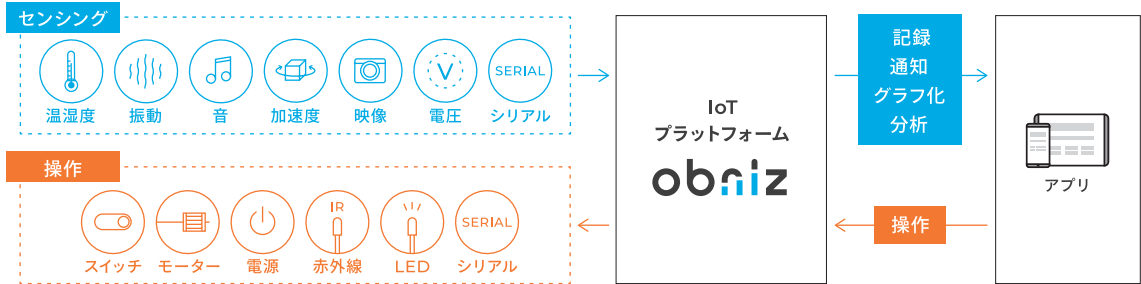 センシング
V
SERIAL
温湿度 振動 音 加速度 映像 電圧 シリアル
操作
IR
SERIAL
スイッチ モーター 電源 赤外線 LED シリアル
IoT
プラットフォーム
obniz
記録
通知
グラフ化
分析
操作
アプリ